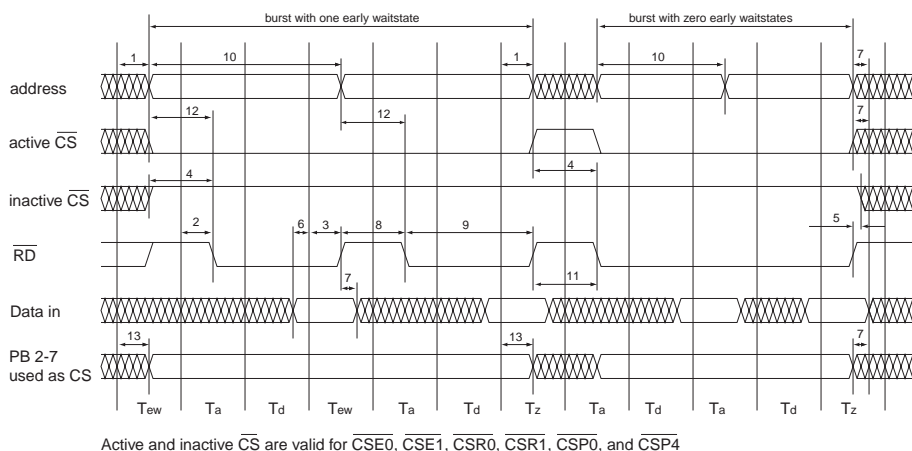 burst with one early waitstate
burst with zero early waitstates
1 10 1 10 7
address
12 12 7
active CS
4 4
inactive CS
2 6 3 8 9 5
RD
7 11
Data in
13 13 7
PB 2-7
used as CS
Tew Ta Td Tew Ta Td Tz Ta Td Ta Td Tz
Active and inactive CS are valid for CSE0, CSE1, CSR0, CSR1, CSP0, and CSP4